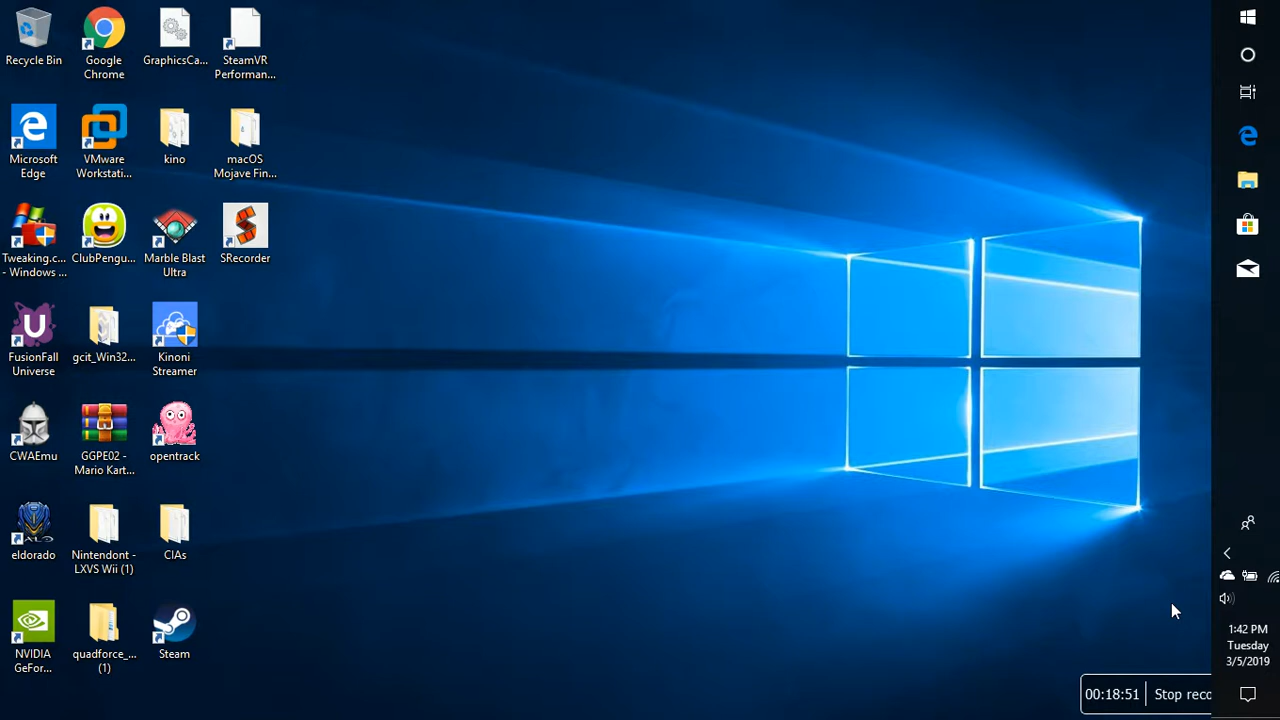 Recycle Bin
Google
Chrome
GraphicsCa...
SteamVR
Performan...
Microsoft
Edge
VMware
Workstati...
kino
macOS
Mojave Fin...
Tweaking.c...
- Windows ...
ClubPengu...
Marble Blast
Ultra
SRecorder
FusionFall
Universe
gcit_Win32...
Kinoni
Streamer
CWAEmu
GGPE02 -
Mario Kart...
opentrack
eldorado
Nintendont -
LXVS Wii (1)
CIAs
NVIDIA
GeFor...
quadforce_...
(1)
Steam
1:42 PM
Tuesday
3/5/2019
00:18:51
Stop reco